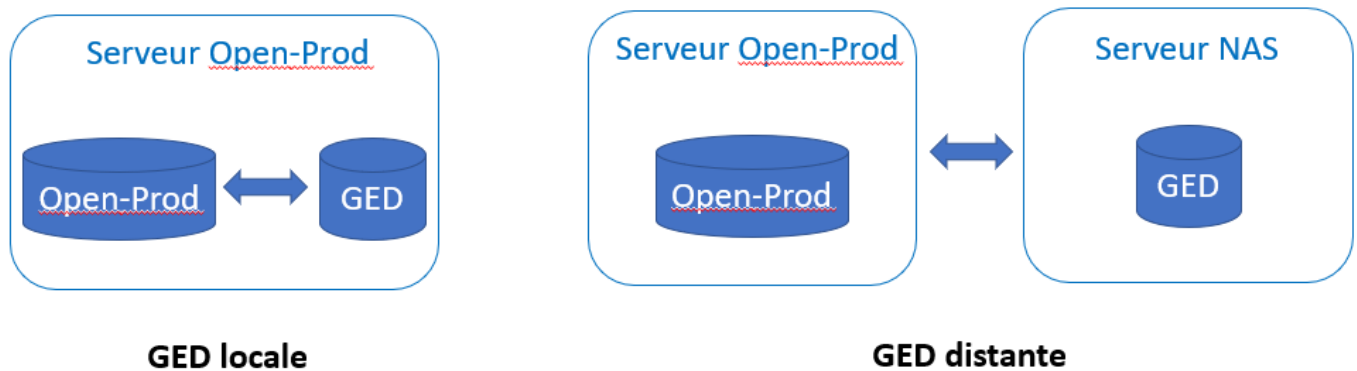 Serveur Open-Prod
Open-Prod
GED
GED locale
Serveur Open-Prod
Open-Prod
Serveur NAS
GED
GED distante